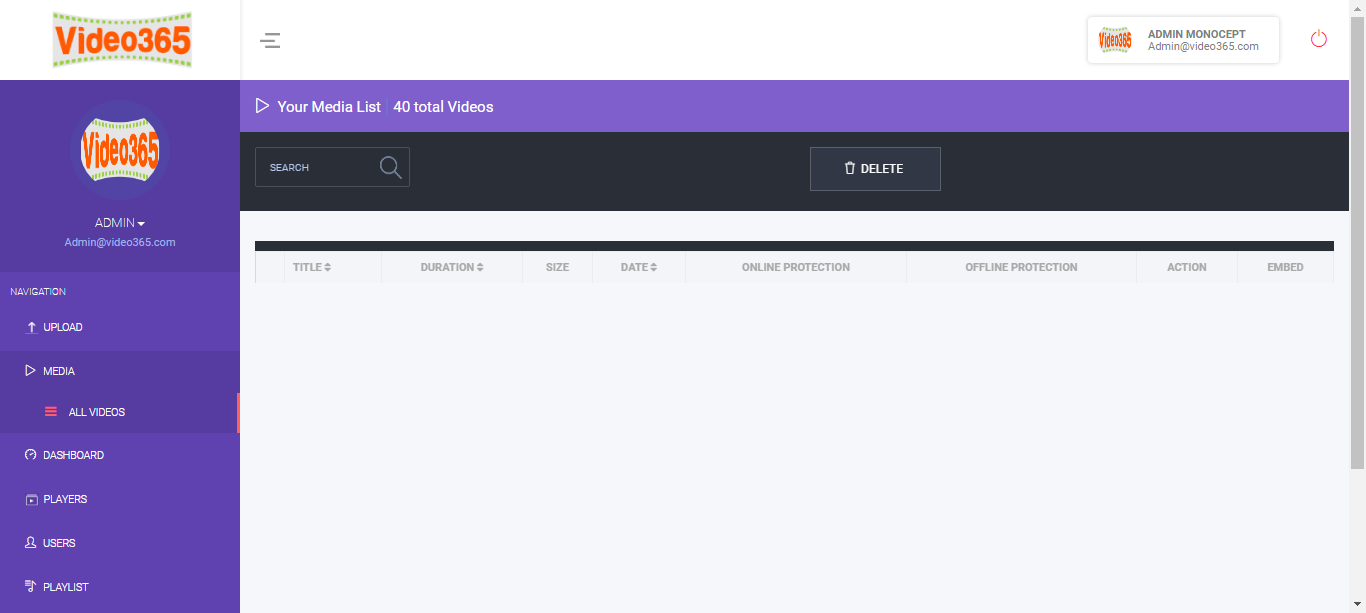 Video365
ADMIN MONOCEPT
Admin@video365.com
Your Media List 40 total Videos
Video365
Video365
SEARCH
DELETE
ADMIN
Admin@video365.com
TITLE DURATION SIZE DATE ONLINE PROTECTION OFFLINE PROTECTION ACTION EMBED
NAVIGATION
UPLOAD
MEDIA
ALL VIDEOS
DASHBOARD
PLAYERS
USERS
PLAYLIST